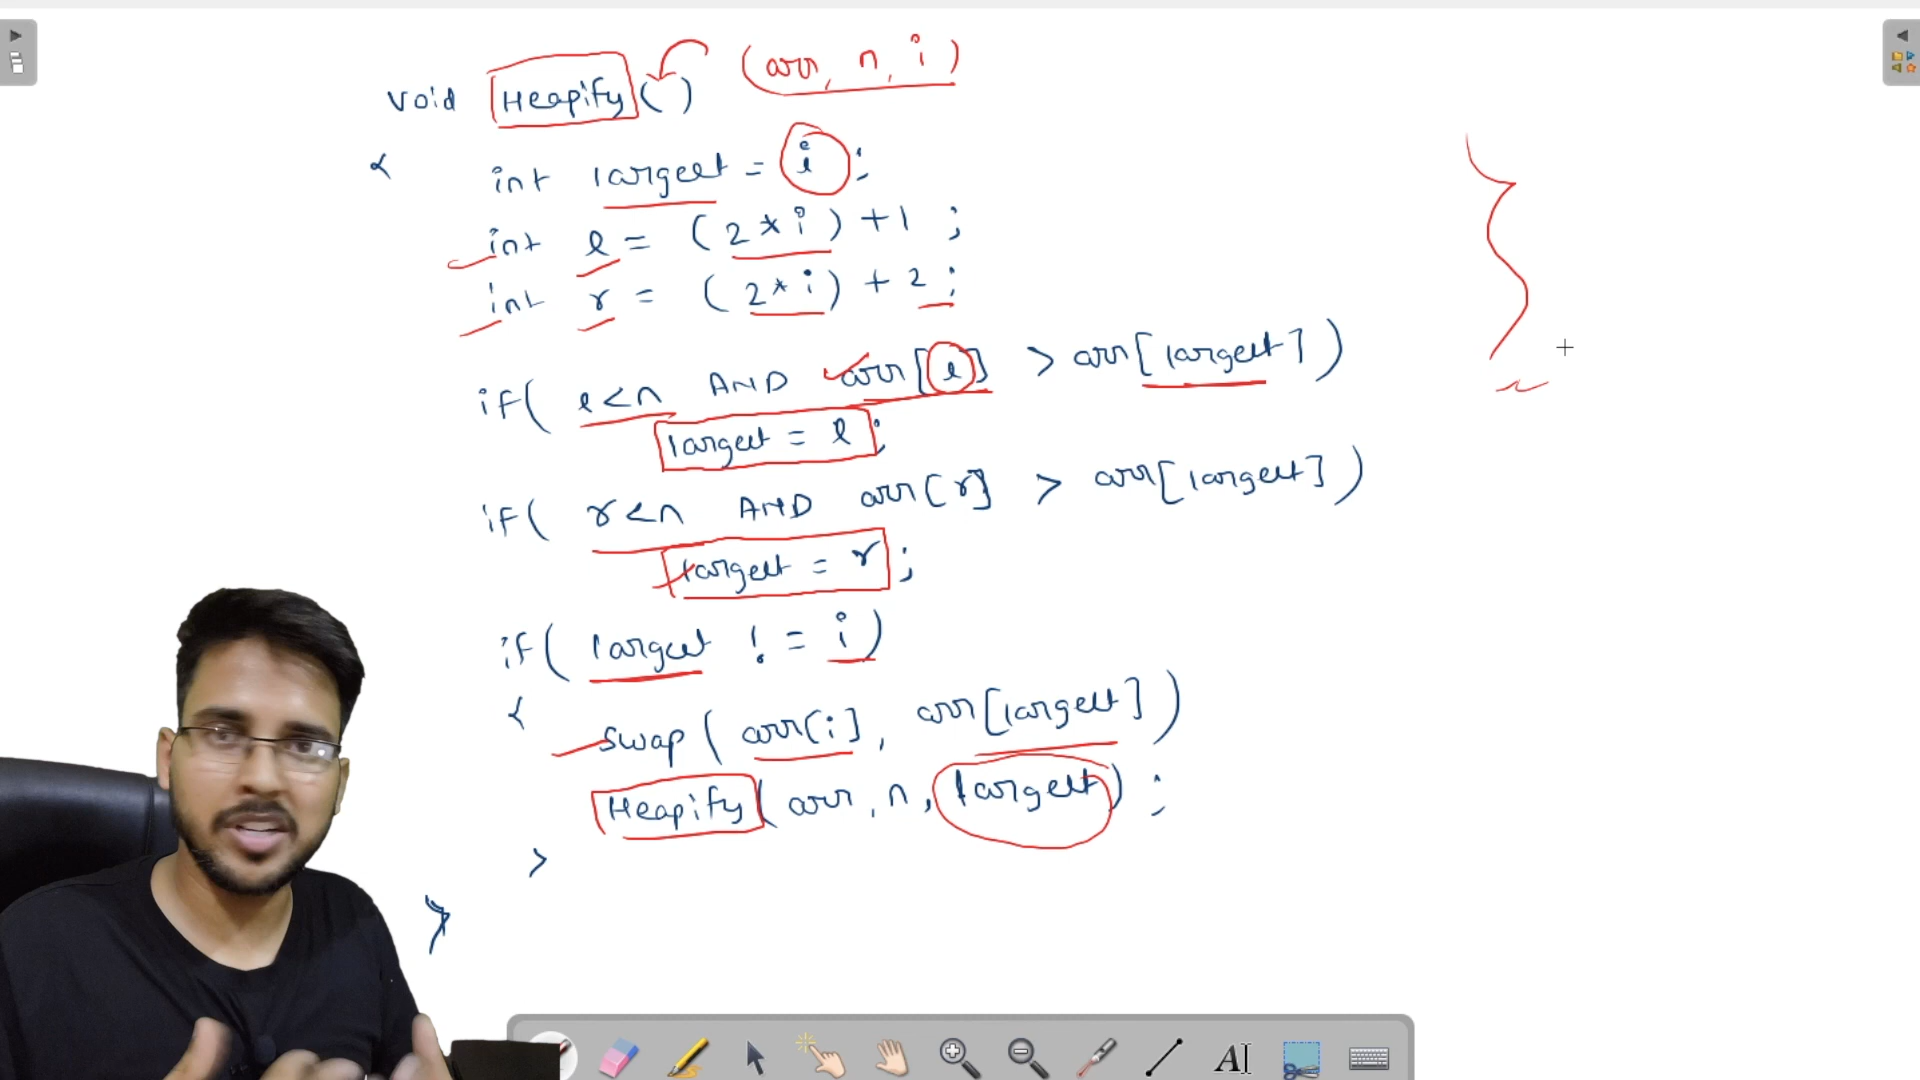 void Heapify( ) (arr, n, i)
{ int largest = i ;
int l = (2*i)+1 ;
int r = (2*i) + 2 ;
if( l<n AND arr[l] > arr[largest] )
largest = l ;
if( r<n AND arr[r] > arr[largest] )
largest = r ;
if( largest != i )
{
swap( arr[i], arr[largest] )
Heapify( arr, n, largest ) ;
}
}
AI